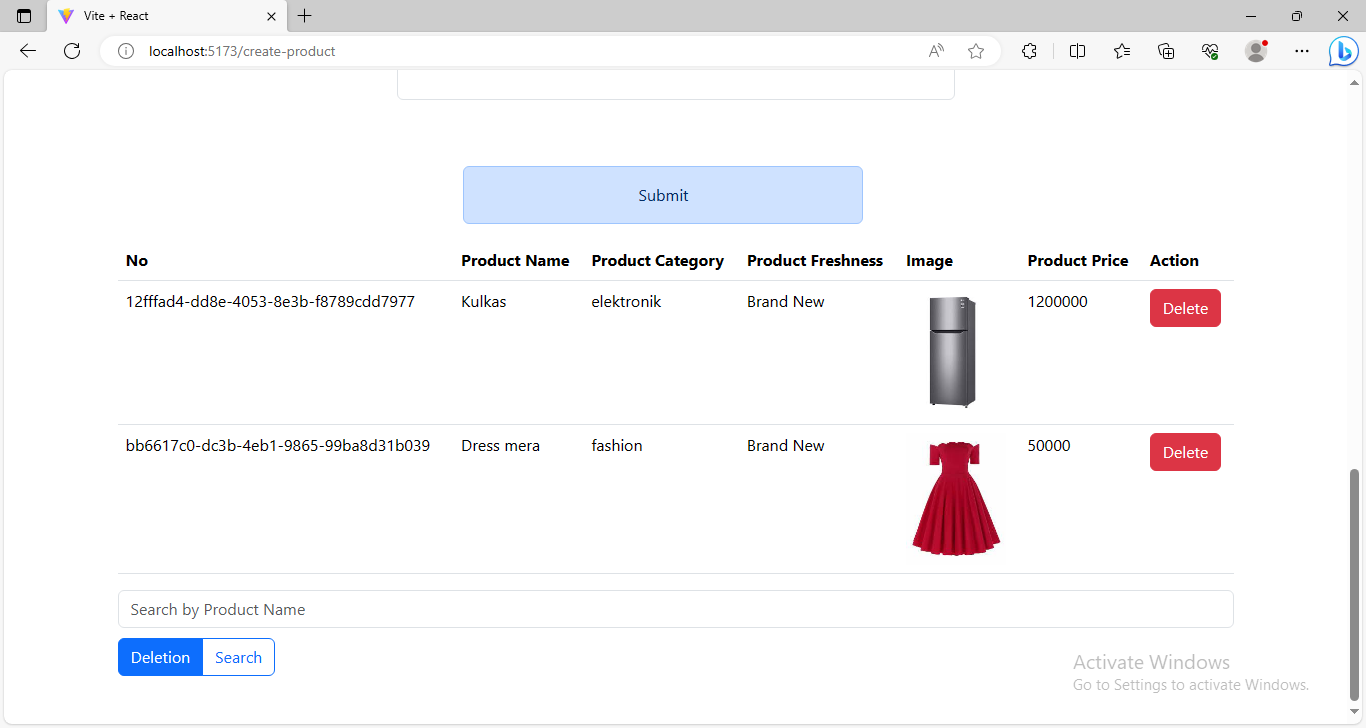 Vite + React
localhost:5173/create-product
Submit
No Product Name Product Category Product Freshness Image Product Price Action
12fffad4-dd8e-4053-8e3b-f8789cdd7977 Kulkas elektronik Brand New 1200000 Delete
bb6617c0-dc3b-4eb1-9865-99ba8d31b039 Dress mera fashion Brand New 50000 Delete
Search by Product Name
Deletion Search
Activate Windows
Go to Settings to activate Windows.